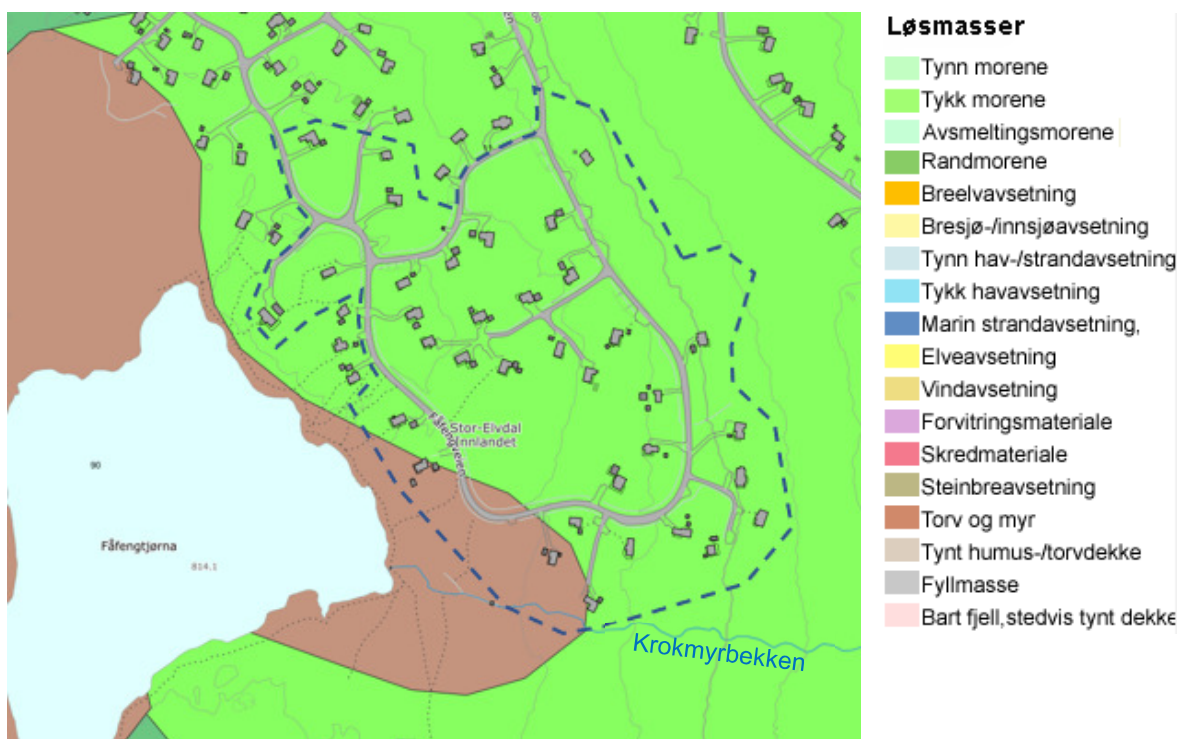 Fåfengveien
Stor-Elvdal
Innlandet
90
Fåfengtjørna
814.1
Krokmyrbekken
Løsmasser
Tynn morene
Tykk morene
Avsmeltingsmorene
Randmorene
Breelvavsetning
Bresjø-/innsjøavsetning
Tynn hav-/strandavsetning
Tykk havavsetning
Marin strandavsetning,
Elveavsetning
Vindavsetning
Forvitringsmateriale
Skredmateriale
Steinbreavsetning
Torv og myr
Tynt humus-/torvdekke
Fyllmasse
Bart fjell,stedvis tynt dekke